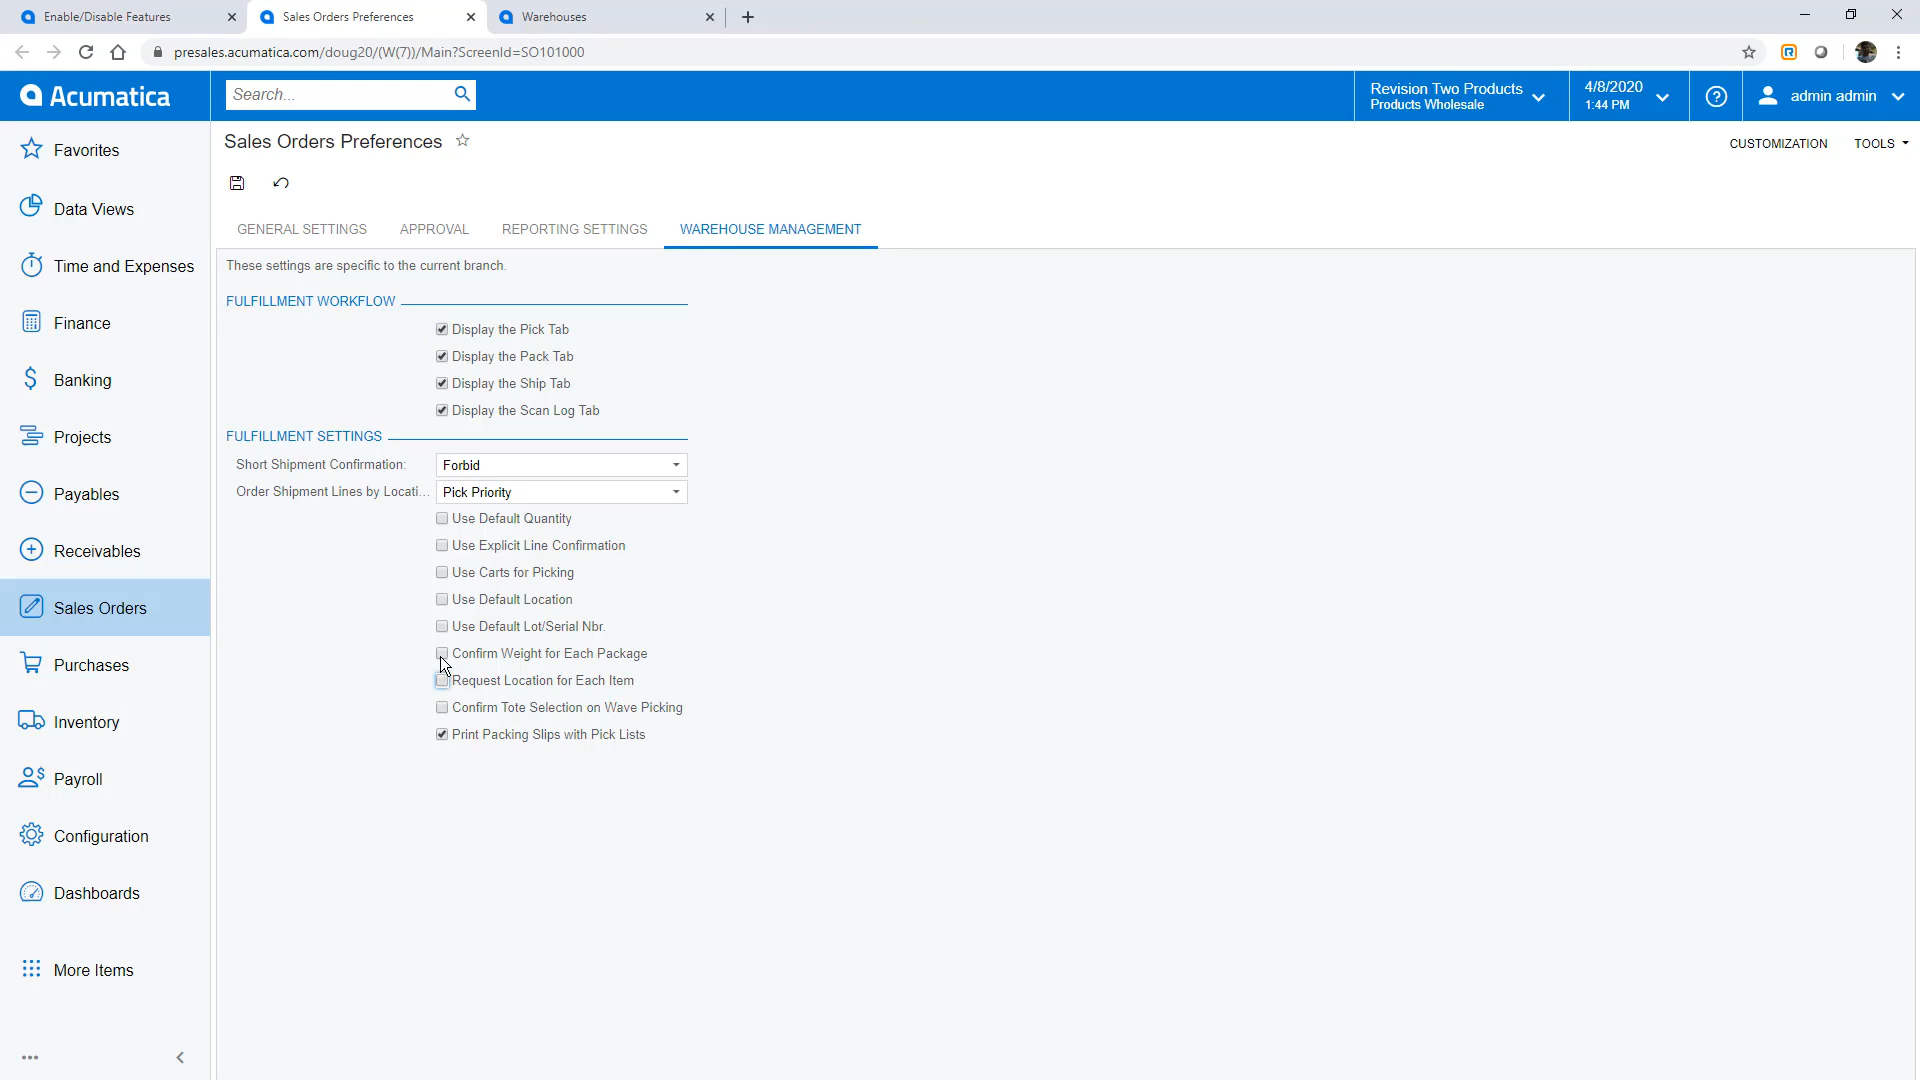 Enable/Disable Features
Sales Orders Preferences
Warehouses
presales.acumatica.com/doug20/(W(7))/Main?ScreenId=SO101000
Acumatica
Search...
Revision Two Products
Products Wholesale
4/8/2020
1:44 PM
admin admin
Sales Orders Preferences
CUSTOMIZATION
TOOLS
GENERAL SETTINGS
APPROVAL
REPORTING SETTINGS
WAREHOUSE MANAGEMENT
These settings are specific to the current branch.
FULFILLMENT WORKFLOW
Display the Pick Tab
Display the Pack Tab
Display the Ship Tab
Display the Scan Log Tab
FULFILLMENT SETTINGS
Short Shipment Confirmation: Forbid
Order Shipment Lines by Locati... Pick Priority
Use Default Quantity
Use Explicit Line Confirmation
Use Carts for Picking
Use Default Location
Use Default Lot/Serial Nbr.
Confirm Weight for Each Package
Request Location for Each Item
Confirm Tote Selection on Wave Picking
Print Packing Slips with Pick Lists
Favorites
Data Views
Time and Expenses
Finance
Banking
Projects
Payables
Receivables
Sales Orders
Purchases
Inventory
Payroll
Configuration
Dashboards
More Items